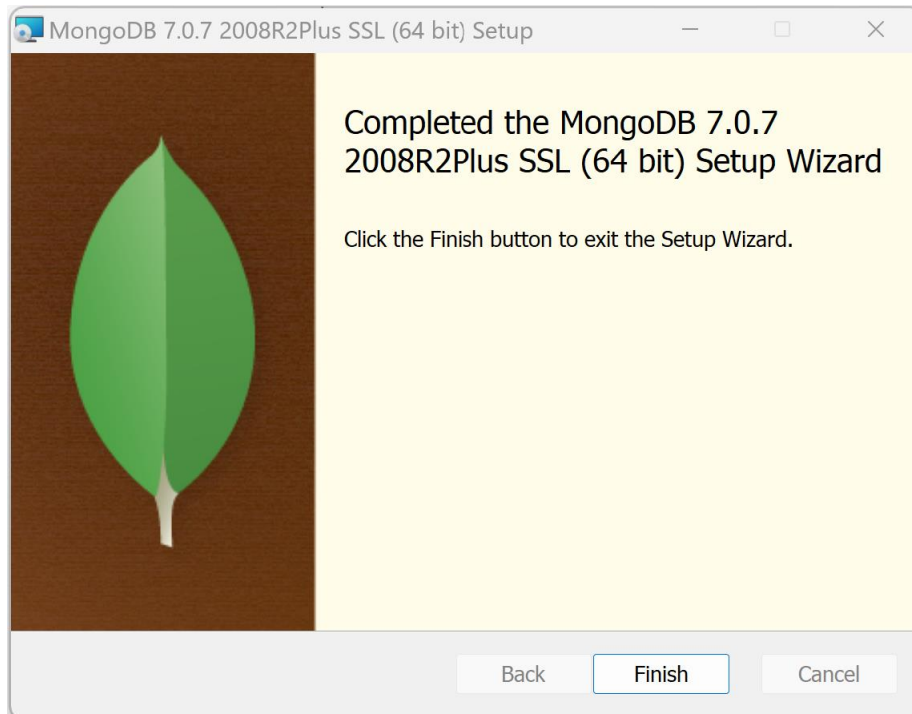 MongoDB 7.0.7 2008R2Plus SSL (64 bit) Setup
Completed the MongoDB 7.0.7
2008R2Plus SSL (64 bit) Setup Wizard
Click the Finish button to exit the Setup Wizard.
Back Finish Cancel